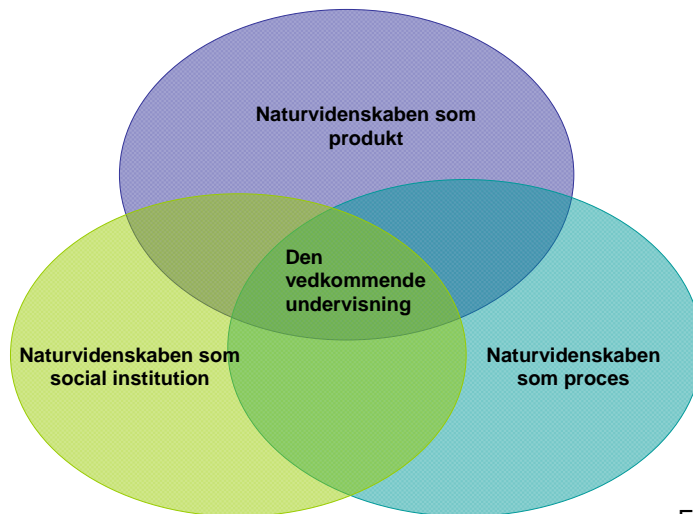 Naturvidenskaben som
produkt
Den
vedkommende
undervisning
Naturvidenskaben som
social institution
Naturvidenskaben
som proces